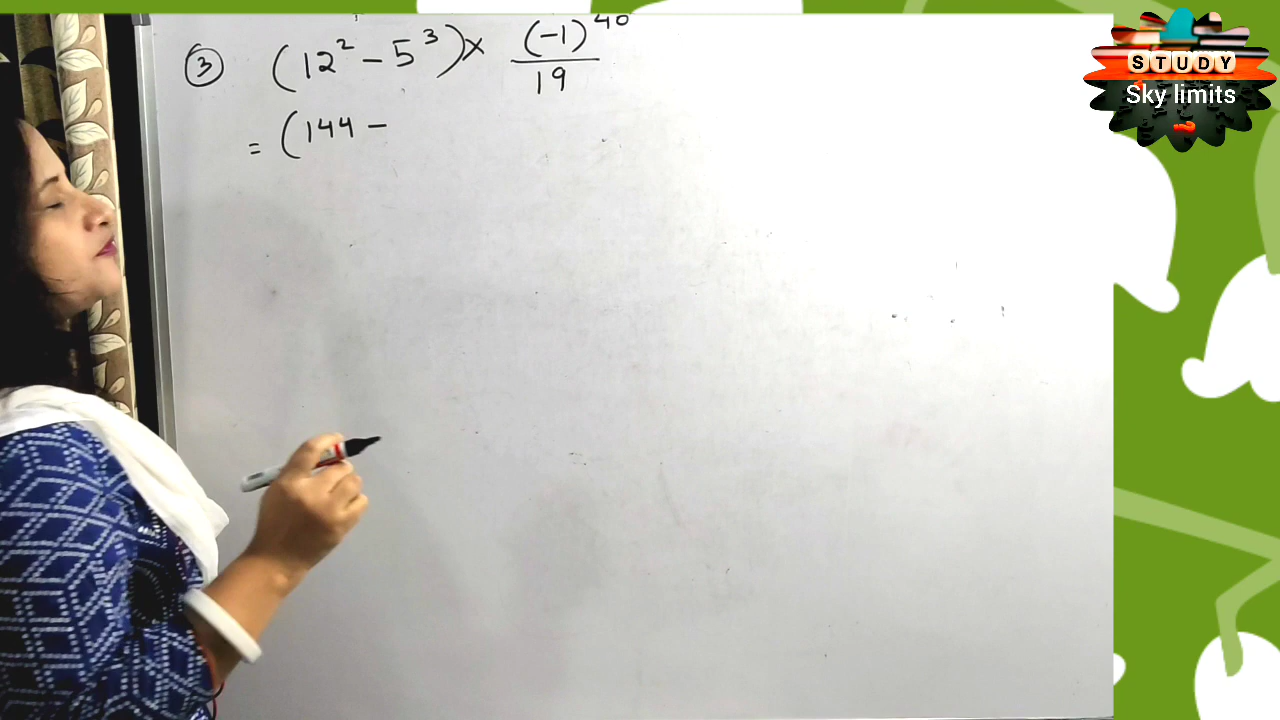 ③ (12² - 5³) × (-1)⁴⁰ / 19
= (144 -
STUDY
Sky limits